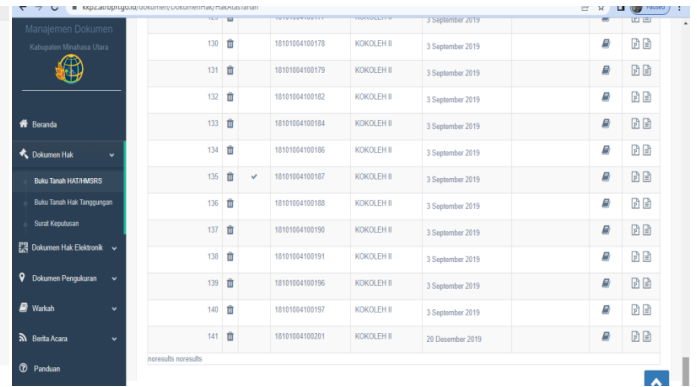 Manajemen Dokumen
Kabupaten Minahasa Utara
Beranda
Dokumen Hak
Buku Tanah HAT/HMSRS
Buku Tanah Hak Tanggungan
Surat Keputusan
Dokumen Hak Elektronik
Dokumen Pengukuran
Warkah
Berita Acara
Panduan
3 September 2019
130 18101004100178 KOKOLEH II 3 September 2019
131 18101004100179 KOKOLEH II 3 September 2019
132 18101004100182 KOKOLEH II 3 September 2019
133 18101004100184 KOKOLEH II 3 September 2019
134 18101004100186 KOKOLEH II 3 September 2019
135 18101004100187 KOKOLEH II 3 September 2019
136 18101004100188 KOKOLEH II 3 September 2019
137 18101004100190 KOKOLEH II 3 September 2019
138 18101004100191 KOKOLEH II 3 September 2019
139 18101004100196 KOKOLEH II 3 September 2019
140 18101004100197 KOKOLEH II 3 September 2019
141 18101004100201 KOKOLEH II 20 Desember 2019
noresults noresults